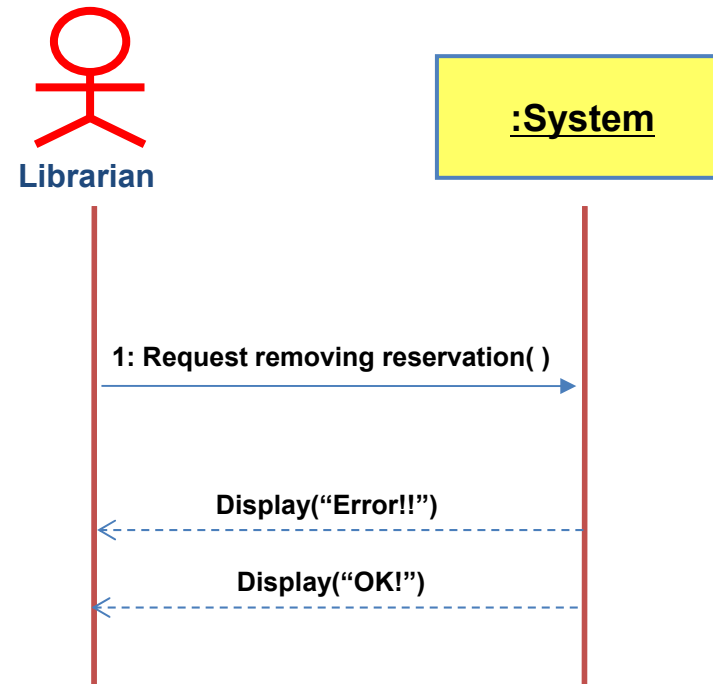 :System
Librarian
1: Request removing reservation( )
Display(“Error!!”)
Display(“OK!”)